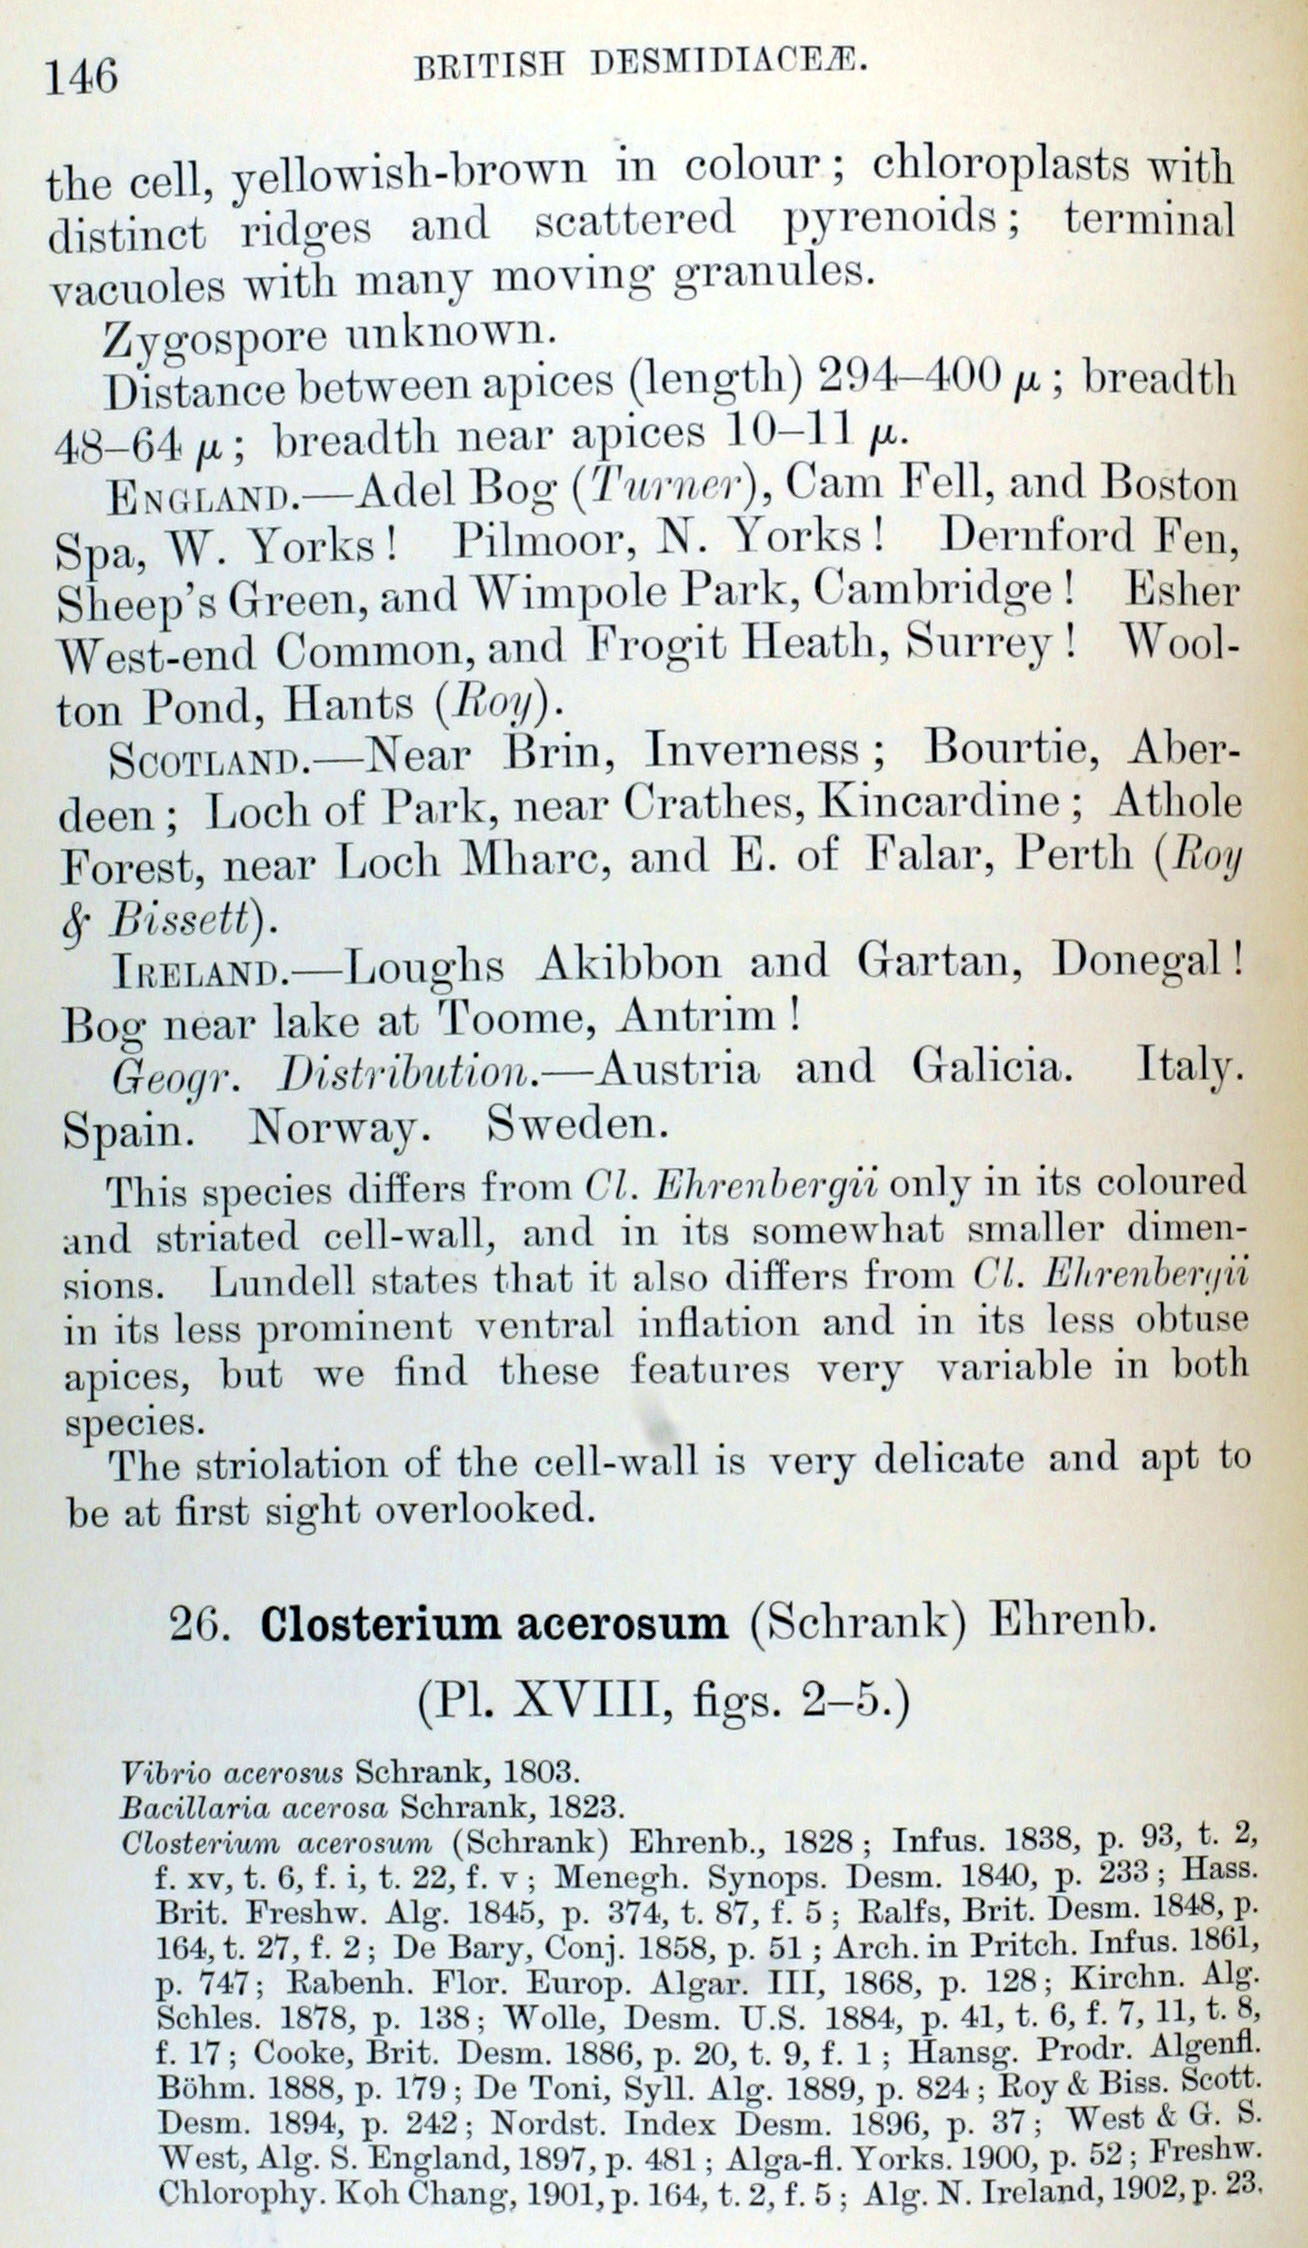 146
BRITISH DESMIDIACEÆ.
the cell, yellowish-brown in colour; chloroplasts with
distinct ridges and scattered pyrenoids; terminal
vacuoles with many moving granules.
Zygospore unknown.
Distance between apices (length) 294–400 μ; breadth
48–64 μ; breadth near apices 10–11 μ.
ENGLAND.—Adel Bog (Turner), Cam Fell, and Boston
Spa, W. Yorks! Pilmoor, N. Yorks! Dernford Fen,
Sheep's Green, and Wimpole Park, Cambridge! Esher
West-end Common, and Frogit Heath, Surrey! Wool-
ton Pond, Hants (Roy).
SCOTLAND.—Near Brin, Inverness; Bourtie, Aber-
deen; Loch of Park, near Crathes, Kincardine; Athole
Forest, near Loch Mharc, and E. of Falar, Perth (Roy
& Bissett).
IRELAND.—Loughs Akibbon and Gartan, Donegal!
Bog near lake at Toome, Antrim!
Geogr. Distribution.—Austria and Galicia. Italy.
Spain. Norway. Sweden.
This species differs from Cl. Ehrenbergii only in its coloured
and striated cell-wall, and in its somewhat smaller dimen-
sions. Lundell states that it also differs from Cl. Ehrenbergii
in its less prominent ventral inflation and in its less obtuse
apices, but we find these features very variable in both
species.
The striolation of the cell-wall is very delicate and apt to
be at first sight overlooked.
26. Closterium acerosum (Schrank) Ehrenb.
(Pl. XVIII, figs. 2–5.)
Vibrio acerosus Schrank, 1803.
Bacillaria acerosa Schrank, 1823.
Closterium acerosum (Schrank) Ehrenb., 1828; Infus. 1838, p. 93, t. 2,
f. xv, t. 6, f. i, t. 22, f. v; Menegh. Synops. Desm. 1840, p. 233; Hass.
Brit. Freshw. Alg. 1845, p. 374, t. 87, f. 5; Ralfs, Brit. Desm. 1848, p.
164, t. 27, f. 2; De Bary, Conj. 1858, p. 51; Arch. in Pritch. Infus. 1861,
p. 747; Rabenh. Flor. Europ. Algar. III, 1868, p. 128; Kirchn. Alg.
Schles. 1878, p. 138; Wolle, Desm. U.S. 1884, p. 41, t. 6, f. 7, 11, t. 8,
f. 17; Cooke, Brit. Desm. 1886, p. 20, t. 9, f. 1; Hansg. Prodr. Algenfl.
Böhm. 1888, p. 179; De Toni, Syll. Alg. 1889, p. 824; Roy & Biss. Scott.
Desm. 1894, p. 242; Nordst. Index Desm. 1896, p. 37; West & G. S.
West, Alg. S. England, 1897, p. 481; Alga-fl. Yorks. 1900, p. 52; Freshw.
Chlorophy. Koh Chang, 1901, p. 164, t. 2, f. 5; Alg. N. Ireland, 1902, p. 23.